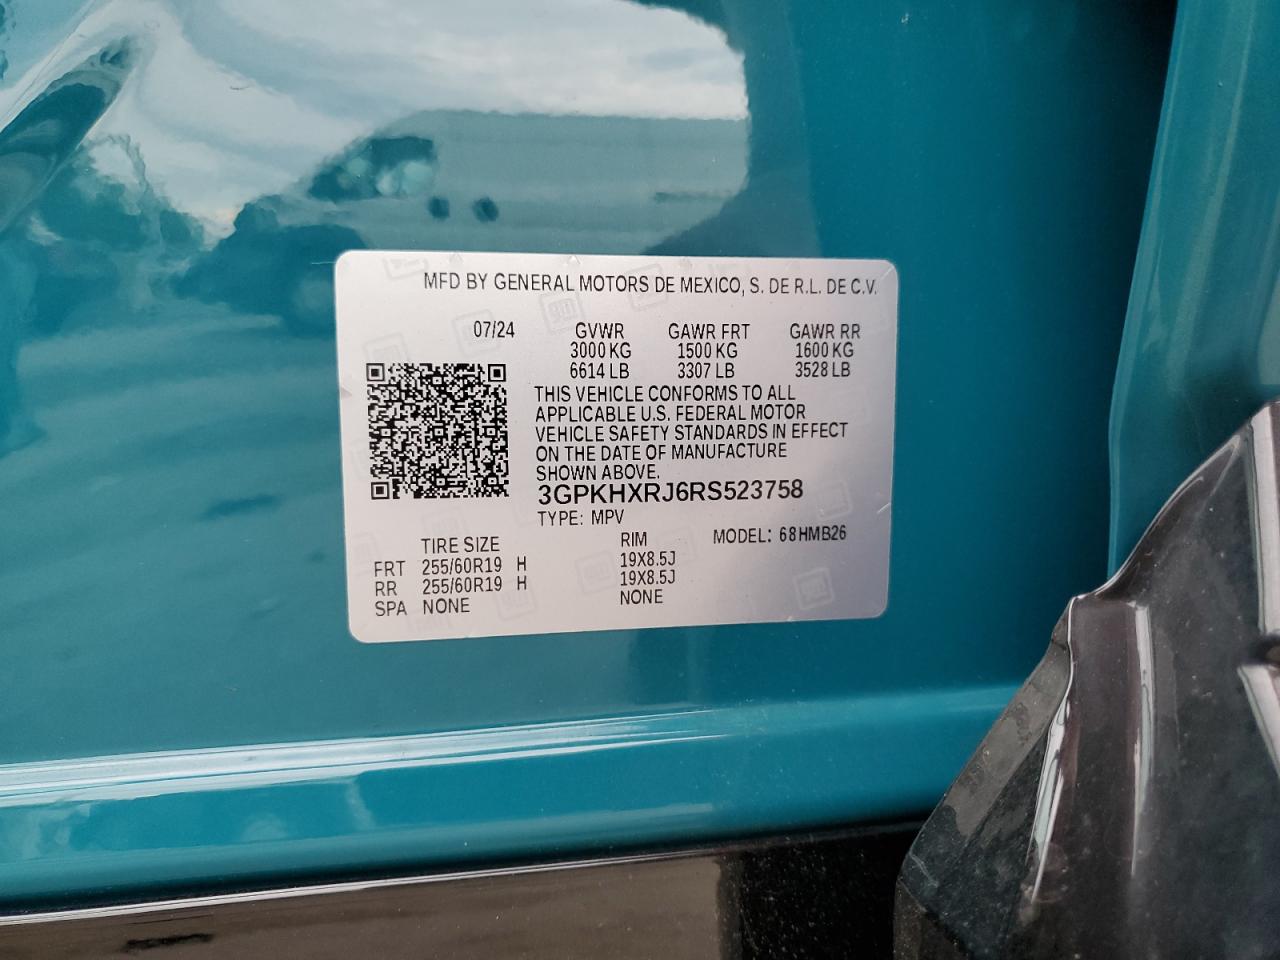 MFD BY GENERAL MOTORS DE MEXICO, S. DE R.L. DE C.V.
07/24 GVWR GAWR FRT GAWR RR
3000 KG 1500 KG 1600 KG
6614 LB 3307 LB 3528 LB
THIS VEHICLE CONFORMS TO ALL
APPLICABLE U.S. FEDERAL MOTOR
VEHICLE SAFETY STANDARDS IN EFFECT
ON THE DATE OF MANUFACTURE
SHOWN ABOVE.
3GPKHXRJ6RS523758
TYPE: MPV
TIRE SIZE RIM MODEL: 68HMB26
FRT 255/60R19 H 19X8.5J
RR 255/60R19 H 19X8.5J
SPA NONE NONE